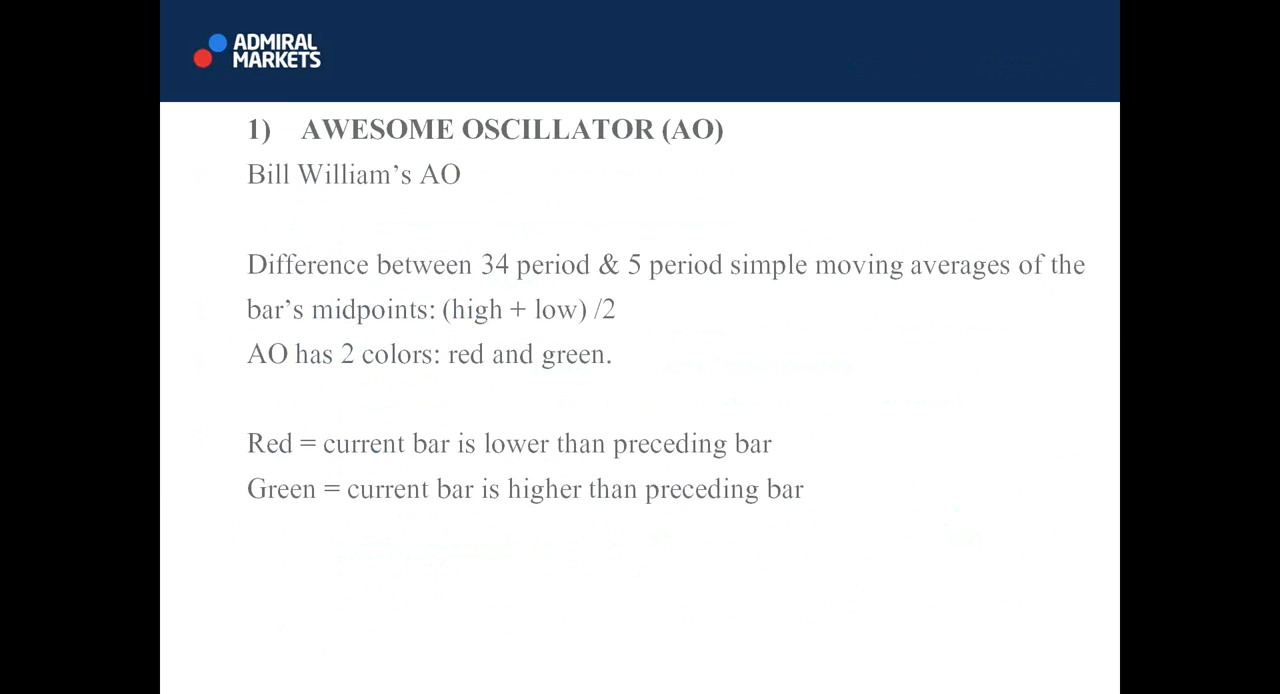 ADMIRAL
MARKETS
1) AWESOME OSCILLATOR (AO)
Bill William’s AO
Difference between 34 period & 5 period simple moving averages of the
bar’s midpoints: (high + low) /2
AO has 2 colors: red and green.
Red = current bar is lower than preceding bar
Green = current bar is higher than preceding bar